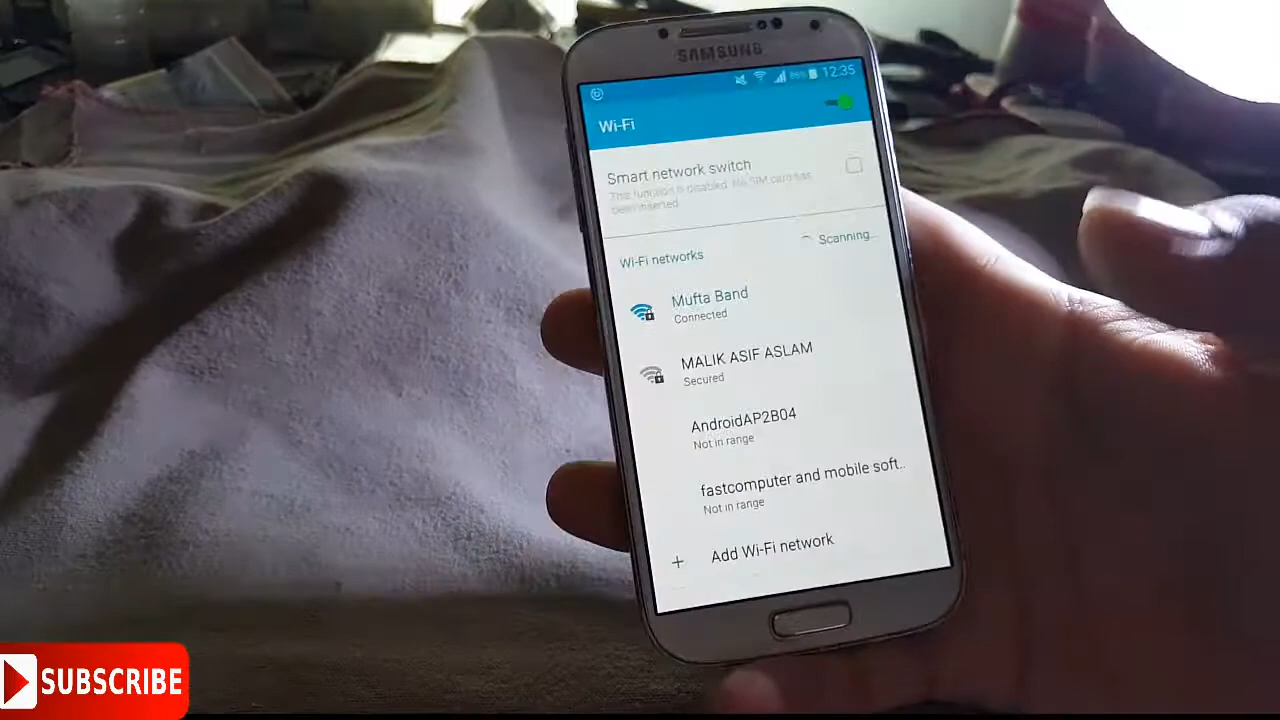 SAMSUNG
86% 12:35
Wi-Fi
Smart network switch
This function is disabled. No SIM card has
been inserted.
Scanning...
Wi-Fi networks
Mufta Band
Connected
MALIK ASIF ASLAM
Secured
AndroidAP2B04
Not in range
fastcomputer and mobile soft..
Not in range
+ Add Wi-Fi network
SUBSCRIBE